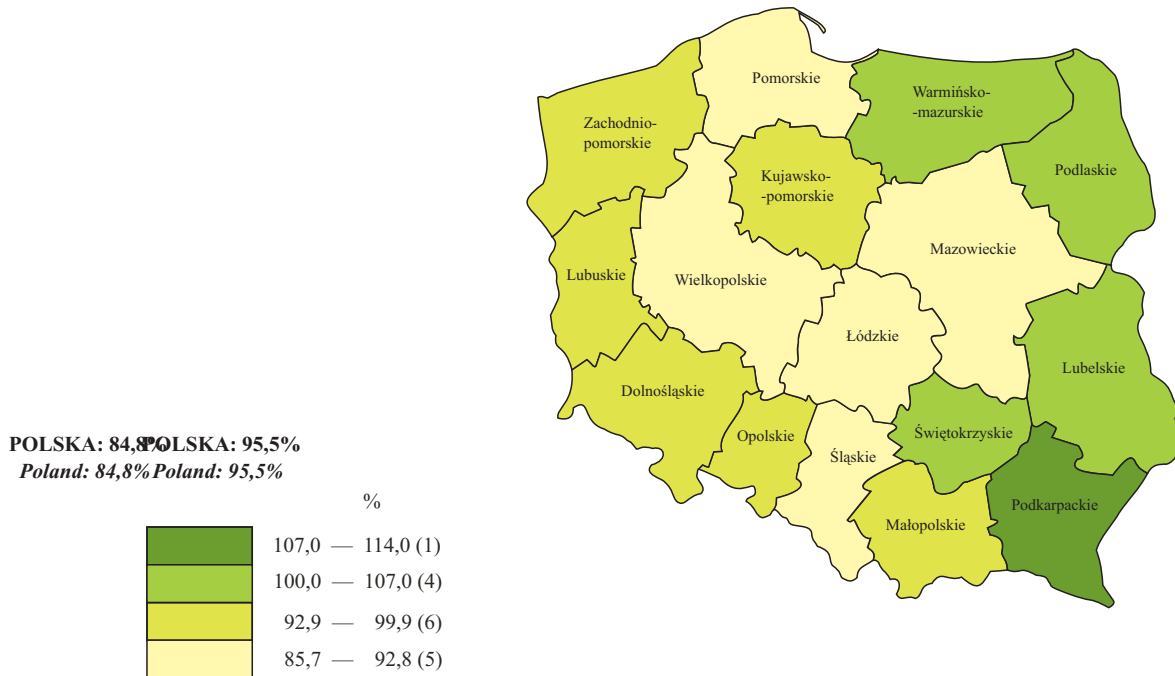 Pomorskie
Warmińsko-
-mazurskie
Zachodnio-
pomorskie
Podlaskie
Kujawsko-
-pomorskie
Mazowieckie
Lubuskie
Wielkopolskie
Łódzkie
Lubelskie
Dolnośląskie
Opolskie
Świętokrzyskie
Śląskie
Podkarpackie
Małopolskie
POLSKA: 84,8% POLSKA: 95,5%
Poland: 84,8% Poland: 95,5%
%
107,0 — 114,0 (1)
100,0 — 107,0 (4)
92,9 — 99,9 (6)
85,7 — 92,8 (5)